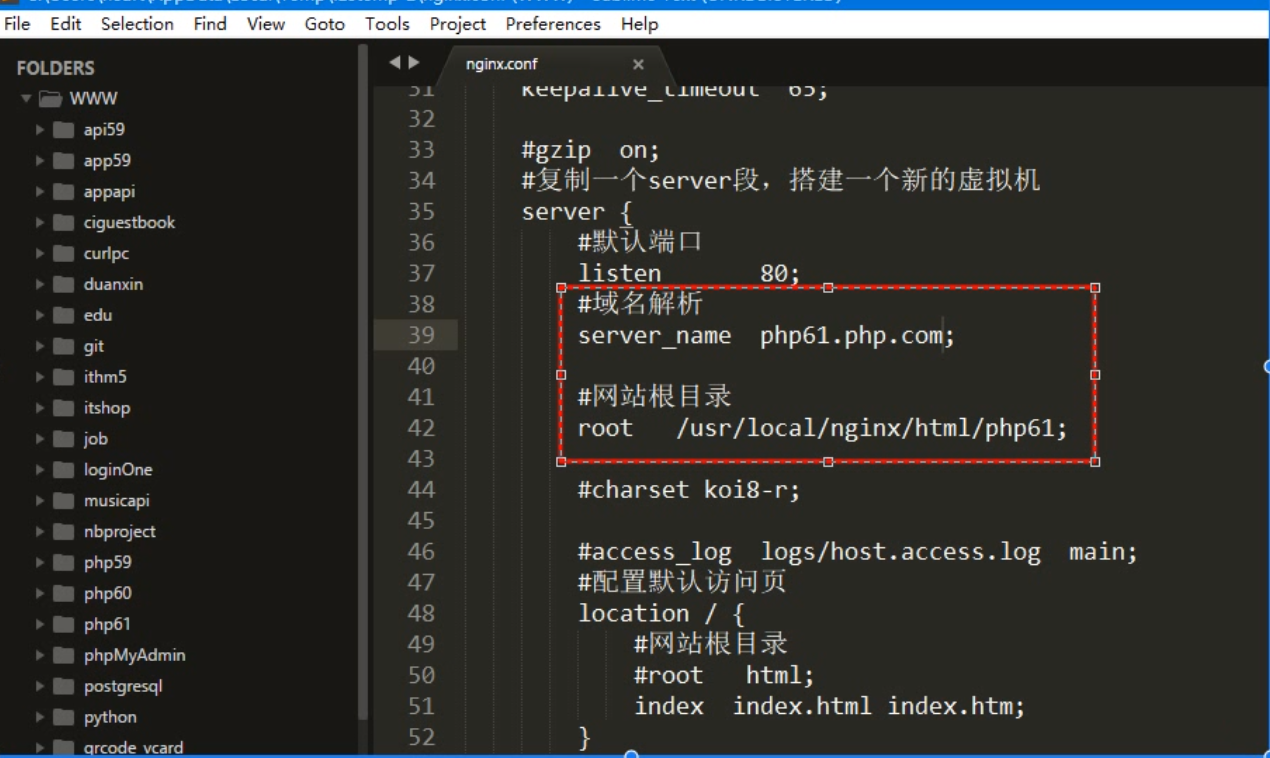 File Edit Selection Find View Goto Tools Project Preferences Help
FOLDERS
WWW
api59
app59
appapi
ciguestbook
curlpc
duanxin
edu
git
ithm5
itshop
job
loginOne
musicapi
nbproject
php59
php60
php61
phpMyAdmin
postgresql
python
qrcode_vcard
nginx.conf
31 keepalive_timeout 65;
32
33 #gzip on;
34 #复制一个server段，搭建一个新的虚拟机
35 server {
36 #默认端口
37 listen 80;
38 #域名解析
39 server_name php61.php.com;
40
41 #网站根目录
42 root /usr/local/nginx/html/php61;
43
44 #charset koi8-r;
45
46 #access_log logs/host.access.log main;
47 #配置默认访问页
48 location / {
49 #网站根目录
50 #root html;
51 index index.html index.htm;
52 }